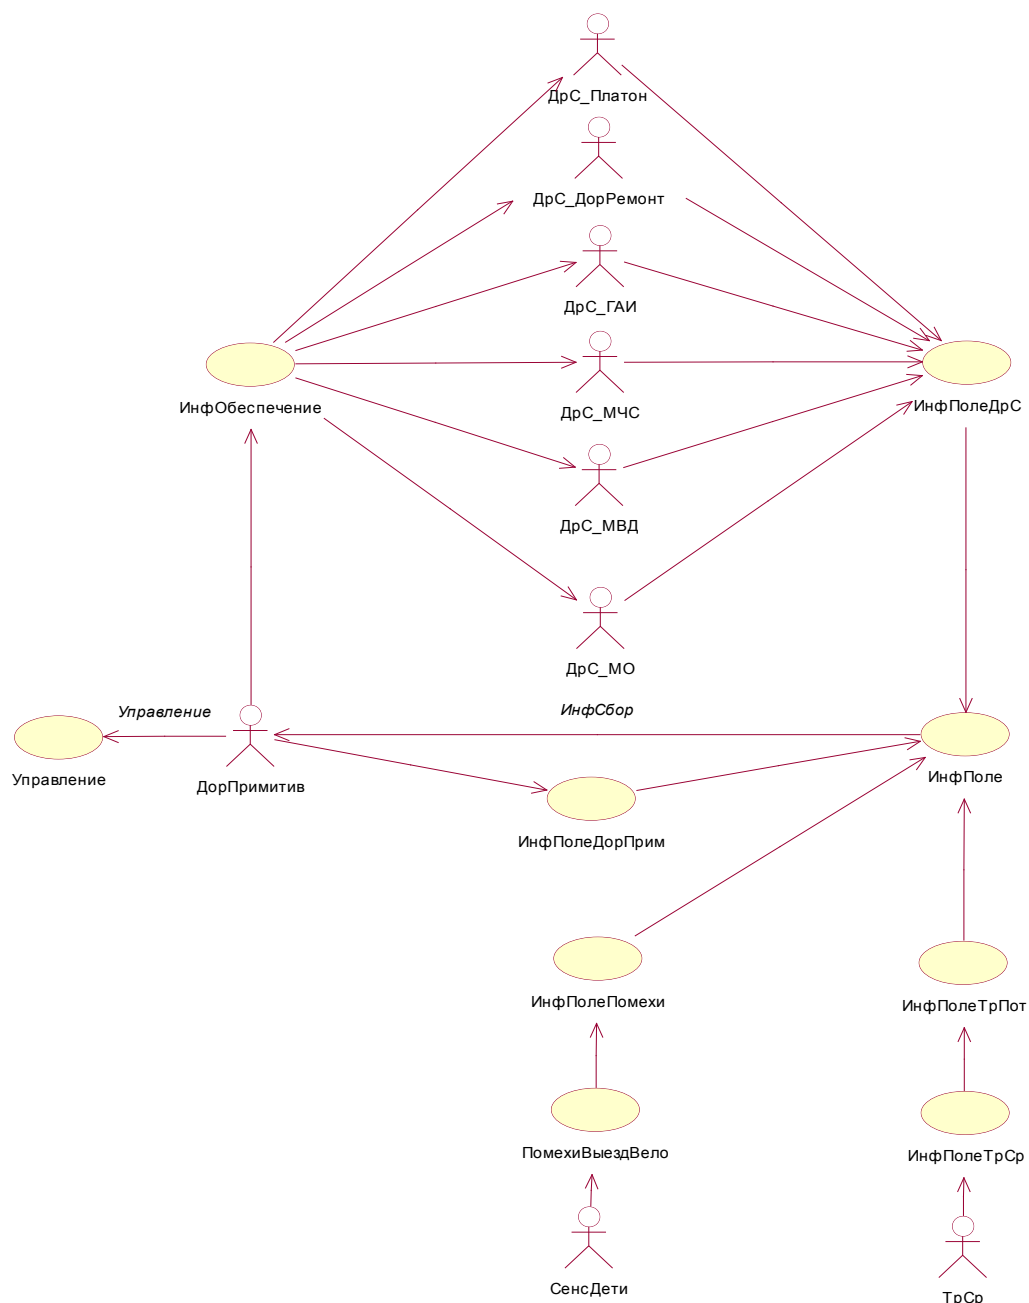 ДрС_Платон
ДрС_ДорРемонт
ДрС_ГАИ
ИнфОбеспечение
ДрС_МЧС
ИнфПолеДрС
ДрС_МВД
ДрС_МО
Управление
ИнфСбор
Управление
ДорПримитив
ИнфПоле
ИнфПолеДорПрим
ИнфПолеПомехи
ИнфПолеТрПот
ПомехиВыездВело
ИнфПолеТрСр
СенсДети
ТрСр